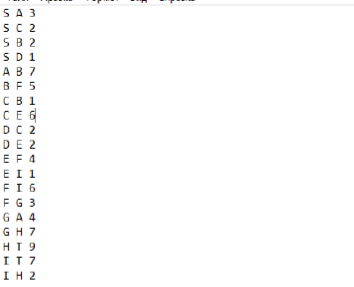 S A 3
S C 2
S B 2
S D 1
A B 7
B F 5
C B 1
C E 6
D C 2
D E 2
E F 4
E I 1
F I 6
F G 3
G A 4
G H 7
H T 9
I T 7
I H 2